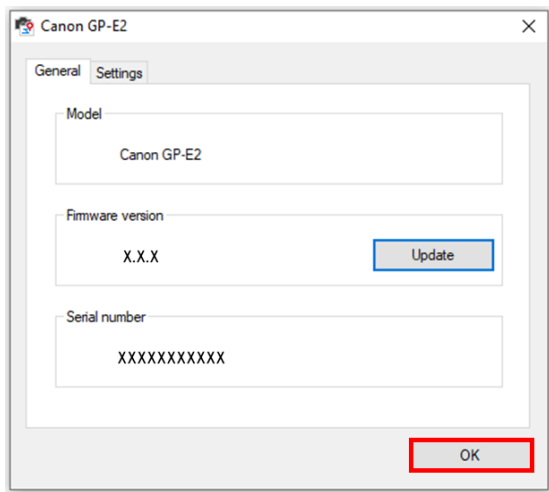 Canon GP-E2
General Settings
Model
Canon GP-E2
Firmware version
X.X.X Update
Serial number
XXXXXXXXXXX
OK